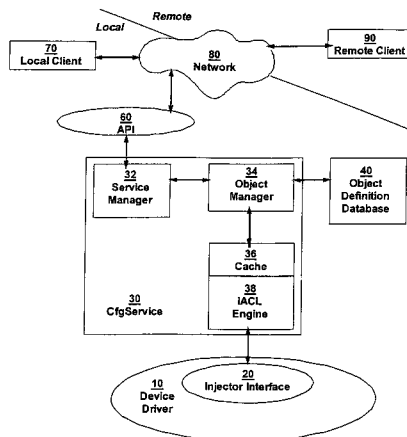 Local
Remote
70
Local Client
80
Network
90
Remote Client
60
API
32
Service
Manager
34
Object
Manager
40
Object
Definition
Database
36
Cache
30
CfgService
38
iACL
Engine
10
Device
Driver
20
Injector Interface